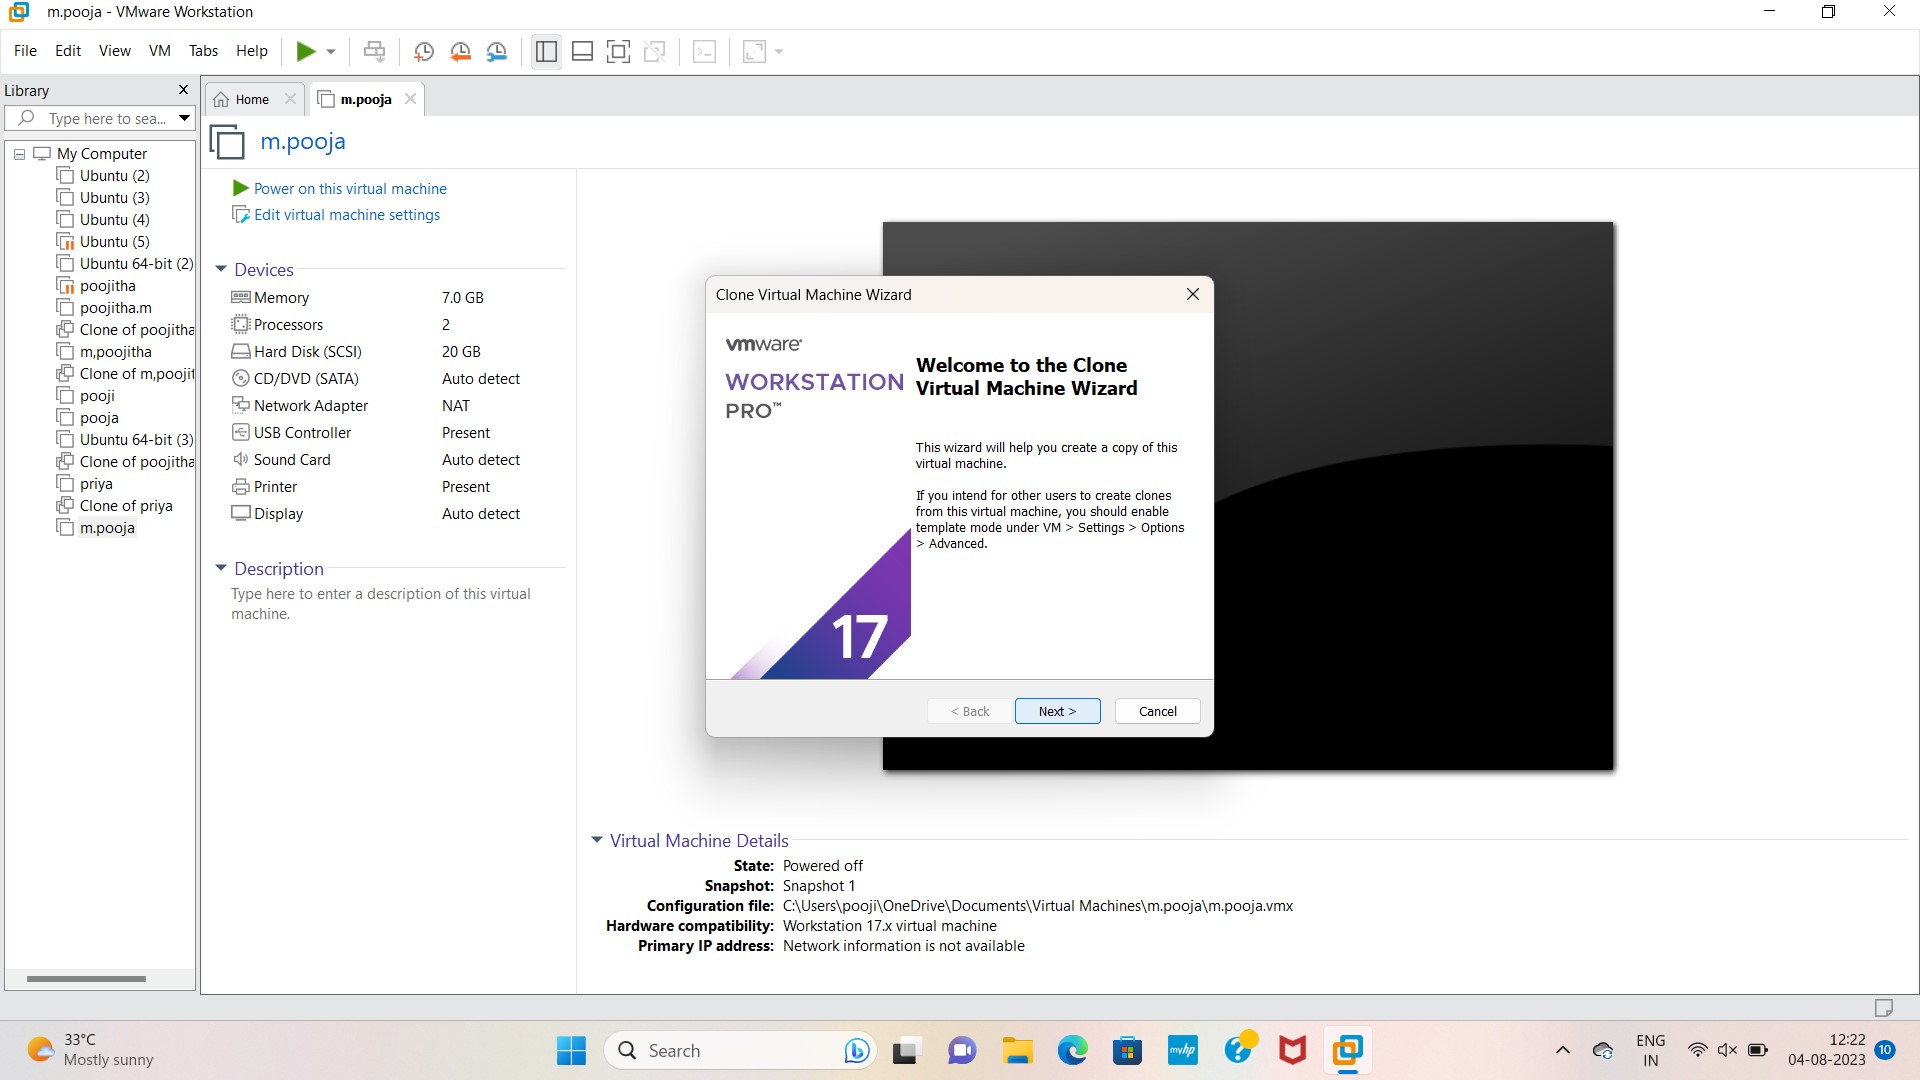 m.pooja - VMware Workstation
File Edit View VM Tabs Help
Library
Type here to sea...
My Computer
Ubuntu (2)
Ubuntu (3)
Ubuntu (4)
Ubuntu (5)
Ubuntu 64-bit (2)
poojitha
poojitha.m
Clone of poojitha
m,poojitha
Clone of m,poojit
pooji
pooja
Ubuntu 64-bit (3)
Clone of poojitha
priya
Clone of priya
m.pooja
Home
m.pooja
m.pooja
Power on this virtual machine
Edit virtual machine settings
Devices
Memory 7.0 GB
Processors 2
Hard Disk (SCSI) 20 GB
CD/DVD (SATA) Auto detect
Network Adapter NAT
USB Controller Present
Sound Card Auto detect
Printer Present
Display Auto detect
Description
Type here to enter a description of this virtual
machine.
Clone Virtual Machine Wizard
vmware®
WORKSTATION
PRO™
17
Welcome to the Clone
Virtual Machine Wizard
This wizard will help you create a copy of this
virtual machine.
If you intend for other users to create clones
from this virtual machine, you should enable
template mode under VM > Settings > Options
> Advanced.
< Back Next > Cancel
Virtual Machine Details
State: Powered off
Snapshot: Snapshot 1
Configuration file: C:\Users\pooji\OneDrive\Documents\Virtual Machines\m.pooja\m.pooja.vmx
Hardware compatibility: Workstation 17.x virtual machine
Primary IP address: Network information is not available
33°C
Mostly sunny
Search
myhp
ENG
IN
12:22
04-08-2023
10